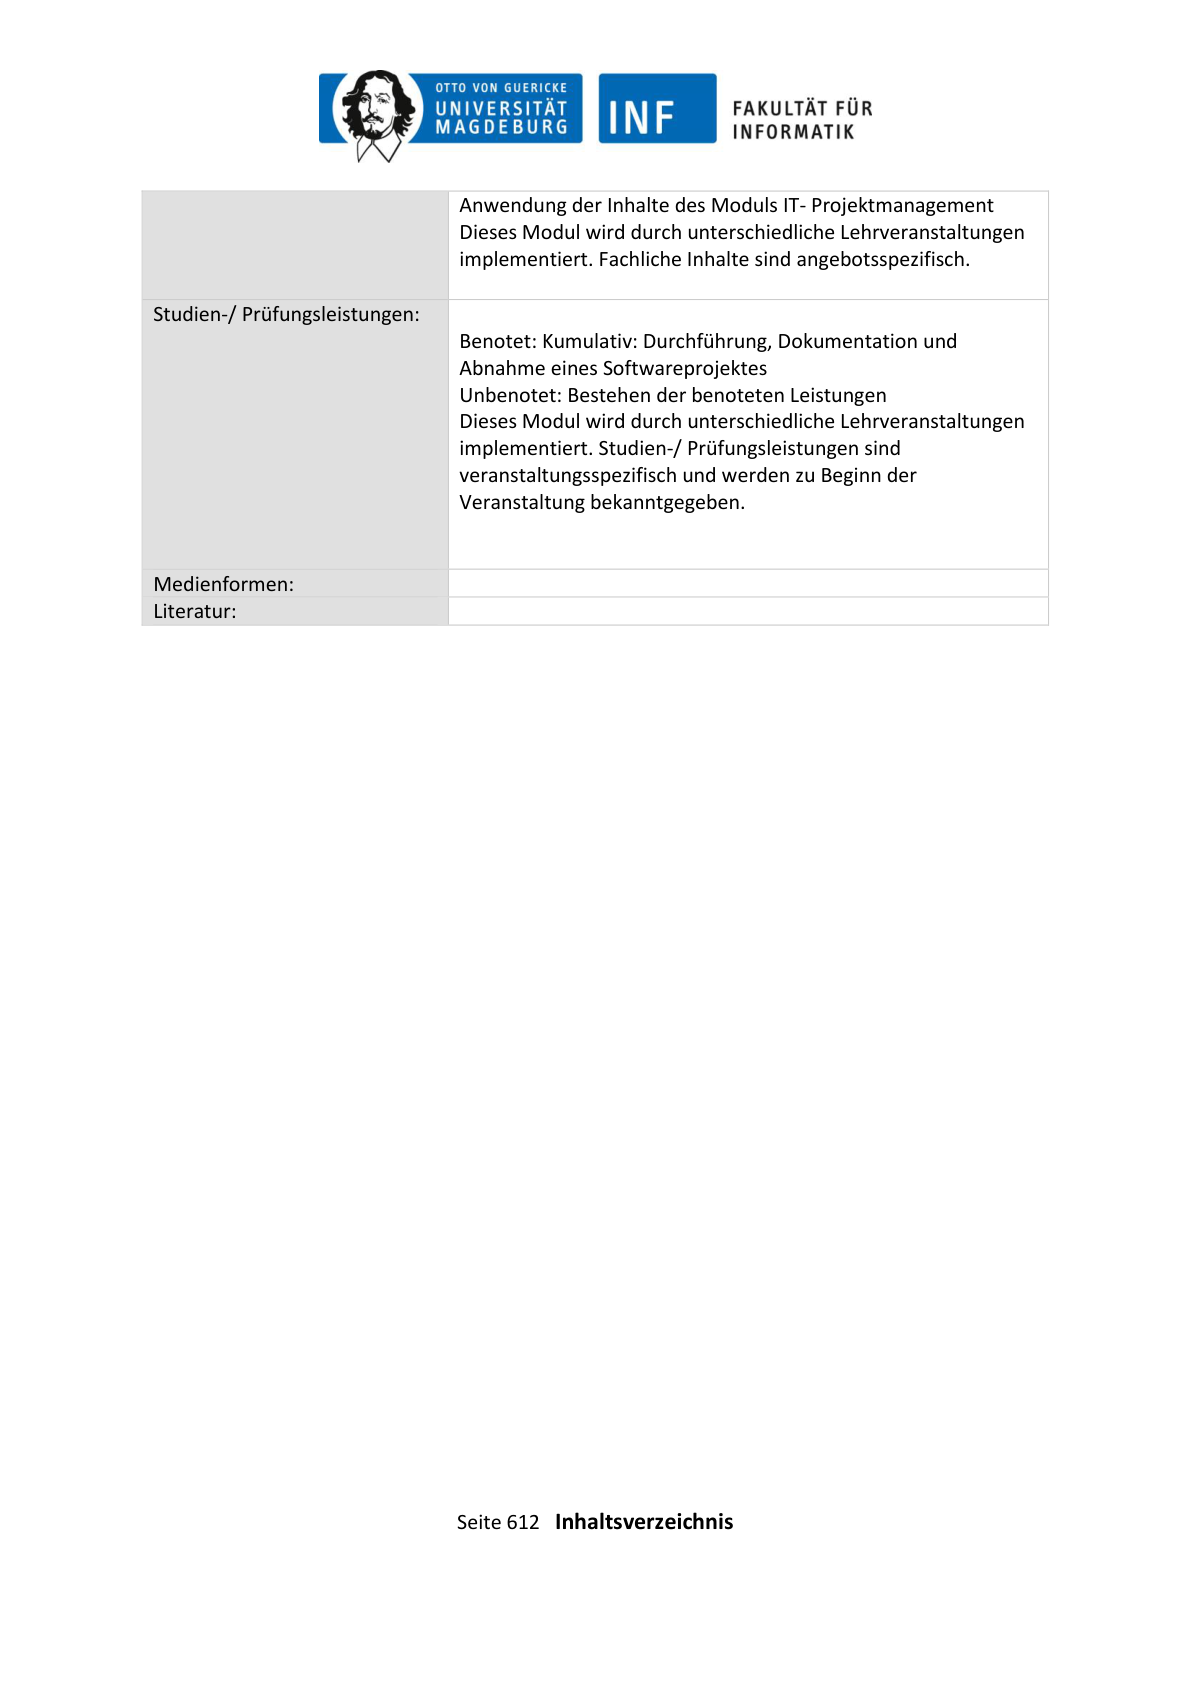 OTTO VON GUERICKE
UNIVERSITÄT
MAGDEBURG
INF
FAKULTÄT FÜR
INFORMATIK
Anwendung der Inhalte des Moduls IT- Projektmanagement
Dieses Modul wird durch unterschiedliche Lehrveranstaltungen
implementiert. Fachliche Inhalte sind angebotsspezifisch.
Studien-/ Prüfungsleistungen:
Benotet: Kumulativ: Durchführung, Dokumentation und
Abnahme eines Softwareprojektes
Unbenotet: Bestehen der benoteten Leistungen
Dieses Modul wird durch unterschiedliche Lehrveranstaltungen
implementiert. Studien-/ Prüfungsleistungen sind
veranstaltungsspezifisch und werden zu Beginn der
Veranstaltung bekanntgegeben.
Medienformen:
Literatur:
Seite 612 Inhaltsverzeichnis